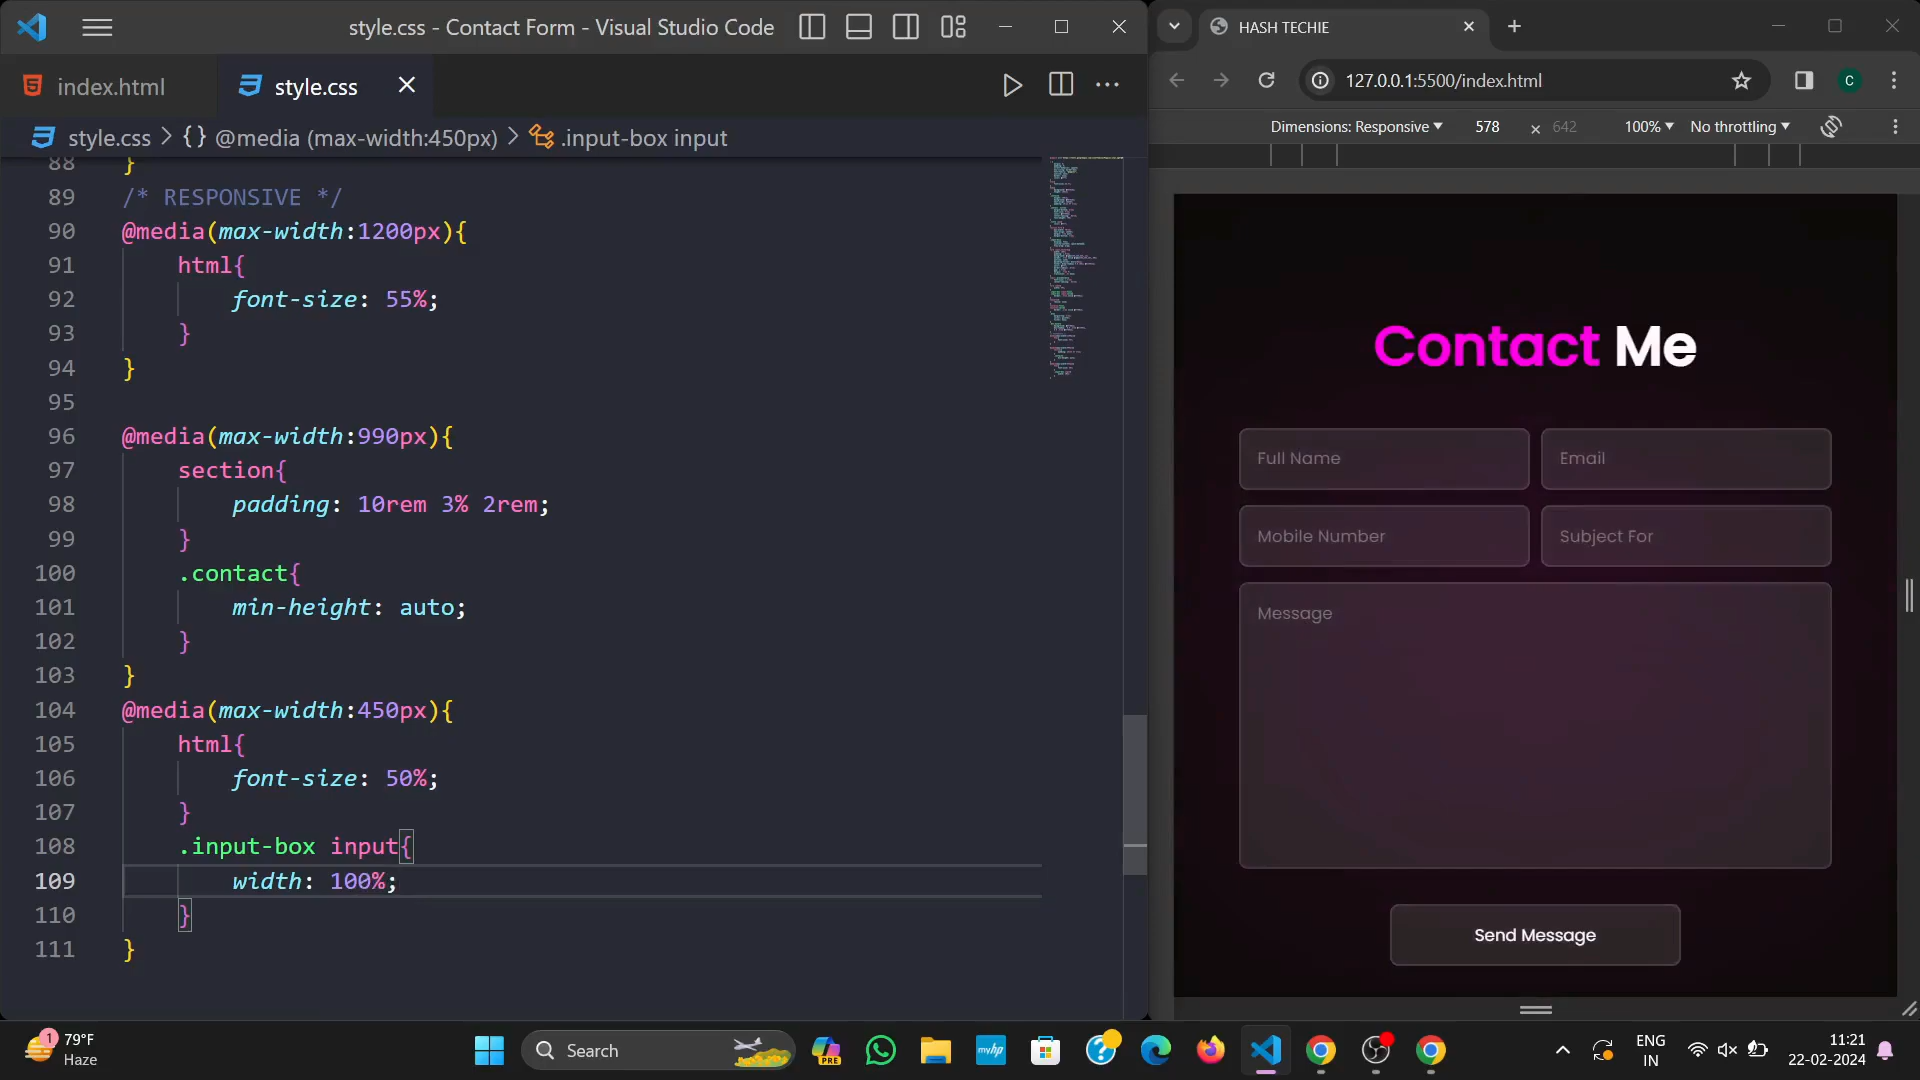 style.css - Contact Form - Visual Studio Code
index.html
style.css
style.css > {} @media (max-width:450px) > .input-box input
88 }
89 /* RESPONSIVE */
90 @media(max-width:1200px){
91 html{
92 font-size: 55%;
93 }
94 }
95
96 @media(max-width:990px){
97 section{
98 padding: 10rem 3% 2rem;
99 }
100 .contact{
101 min-height: auto;
102 }
103 }
104 @media(max-width:450px){
105 html{
106 font-size: 50%;
107 }
108 .input-box input{
109 width: 100%;
110 }
111 }
HASH TECHIE
127.0.0.1:5500/index.html
C
Dimensions: Responsive 578 × 642 100% No throttling
Contact Me
Full Name
Email
Mobile Number
Subject For
Message
Send Message
1
79°F
Haze
Search
PRE
myhp
ENG
IN
11:21
22-02-2024